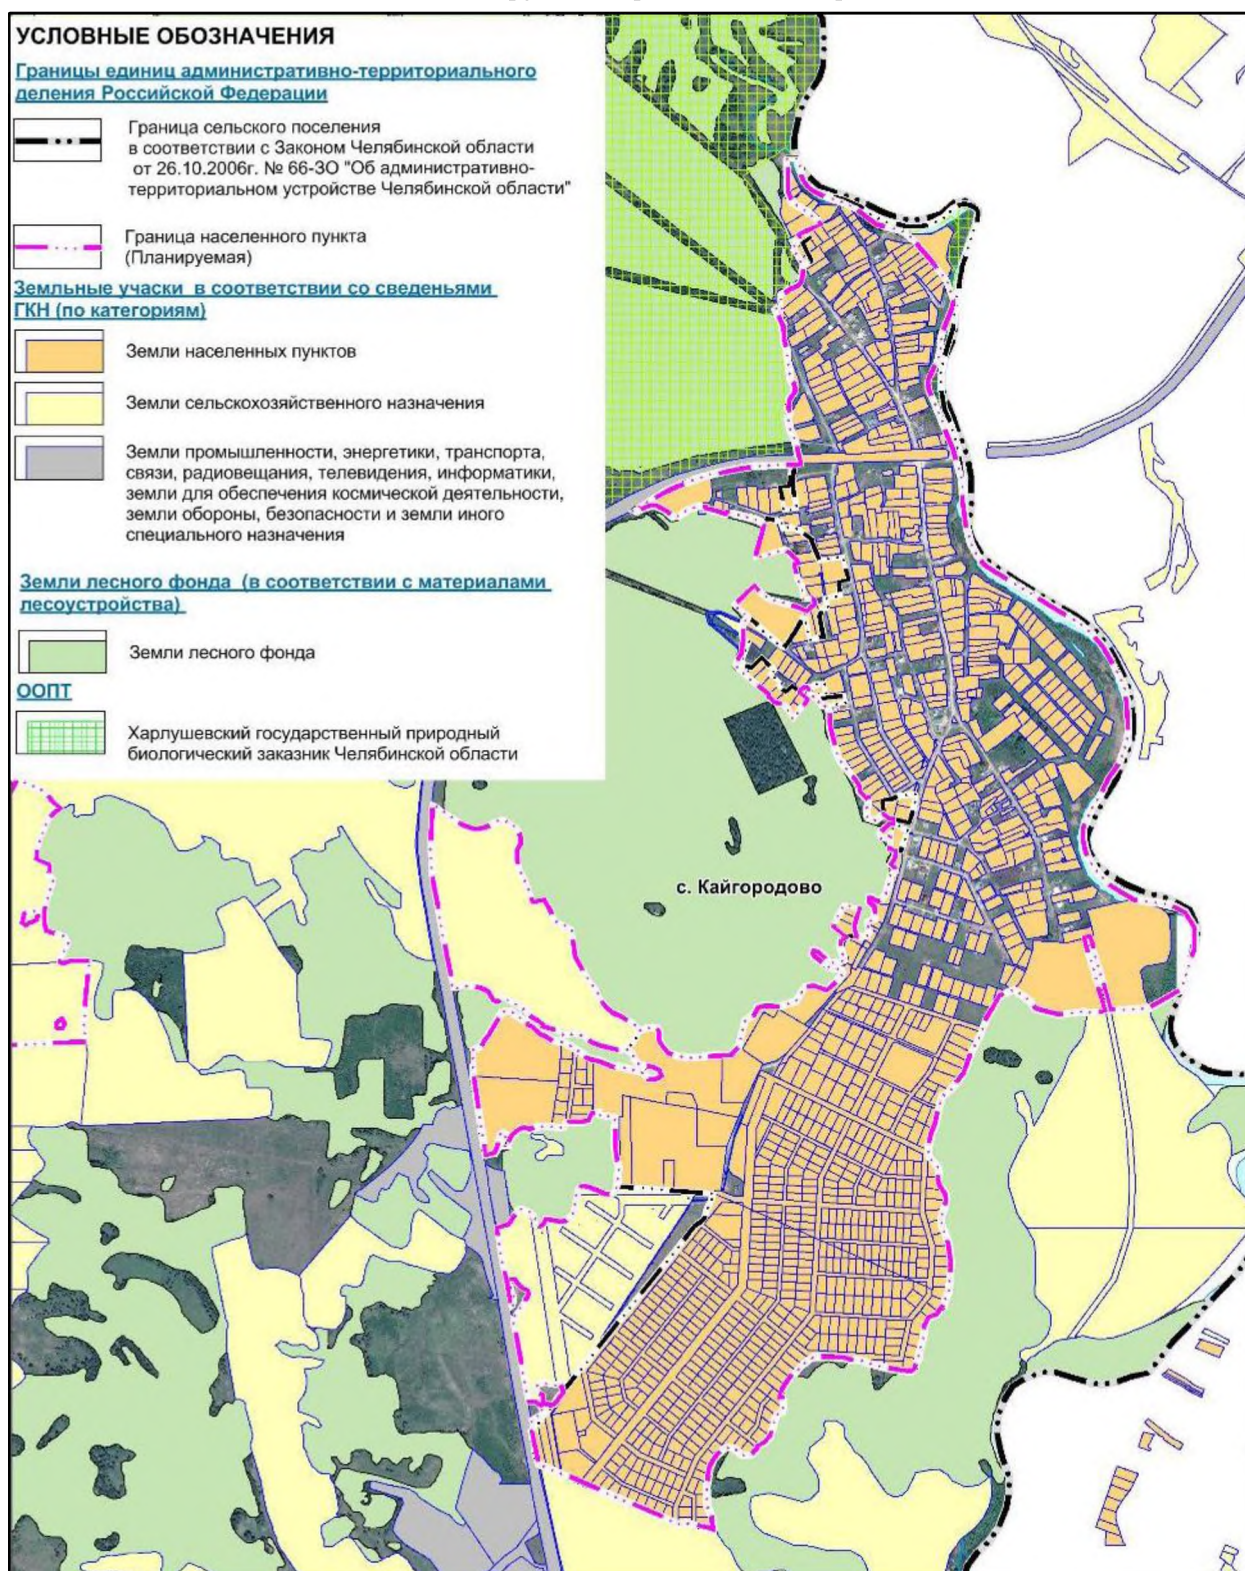 УСЛОВНЫЕ ОБОЗНАЧЕНИЯ
Границы единиц административно-территориального
деления Российской Федерации
Граница сельского поселения
в соответствии с Законом Челябинской области
от 26.10.2006г. № 66-ЗО "Об административно-
территориальном устройстве Челябинской области"
Граница населенного пункта
(Планируемая)
Земльные учаски в соответствии со сведеньями
ГКН (по категориям)
Земли населенных пунктов
Земли сельскохозяйственного назначения
Земли промышленности, энергетики, транспорта,
связи, радиовещания, телевидения, информатики,
земли для обеспечения космической деятельности,
земли обороны, безопасности и земли иного
специального назначения
Земли лесного фонда (в соответствии с материалами
лесоустройства)
Земли лесного фонда
ООПТ
Харлушевский государственный природный
биологический заказник Челябинской области
с. Кайгородово